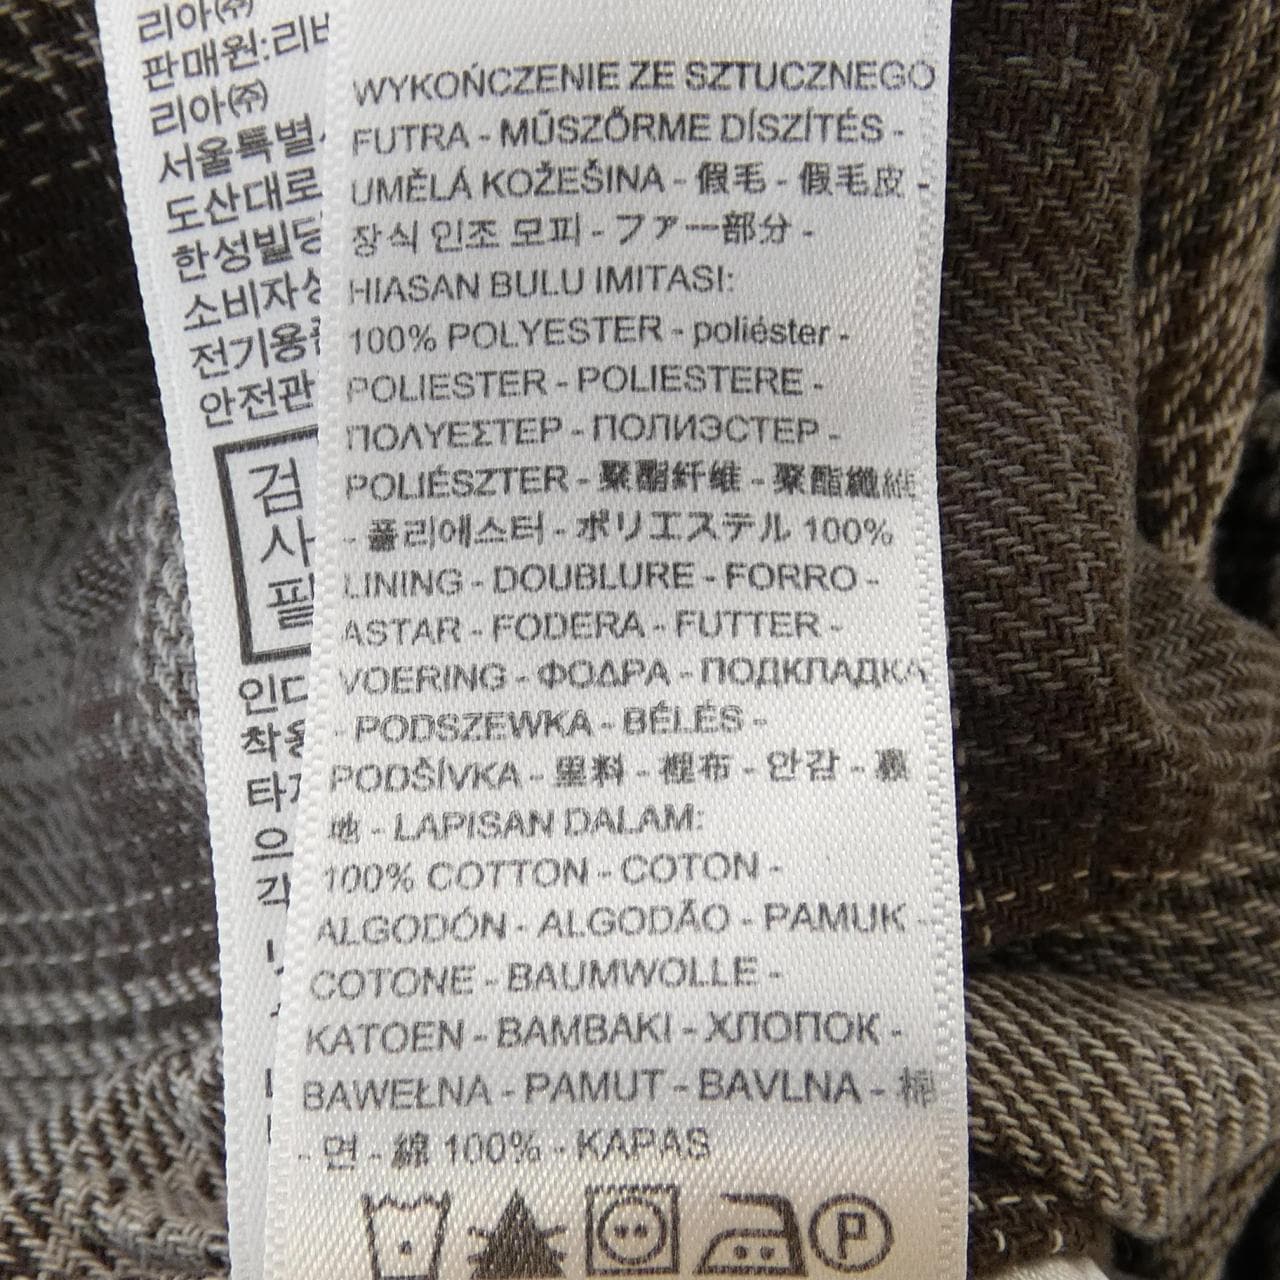 리아㈜
판매원:리바
리아㈜
서울특별
도산대로
한성빌딩
소비자상
전기용품
안전관
검
사
필
인디
착용
타
으
각
WYKOŃCZENIE ZE SZTUCZNEGO
FUTRA - MŰSZŐRME DÍSZÍTÉS -
UMĚLÁ KOŽEŠINA - 假毛 - 假毛皮 -
장식 인조 모피 - ファー部分 -
HIASAN BULU IMITASI:
100% POLYESTER - poliéster -
POLIESTER - POLIESTERE -
ΠΟΛΥΕΣΤΕΡ - ПОЛИЭСТЕР -
POLIÉSZTER - 聚酯纤维 - 聚酯纖維
- 폴리에스터 - ポリエステル 100%
LINING - DOUBLURE - FORRO -
ASTAR - FODERA - FUTTER -
VOERING - ΦΟΔΡΑ - ПОДКЛАДКА
- PODSZEWKA - BÉLÉS -
PODŠÍVKA - 里料 - 裡布 - 안감 - 裏
地 - LAPISAN DALAM:
100% COTTON - COTON -
ALGODÓN - ALGODÃO - PAMUK -
COTONE - BAUMWOLLE -
KATOEN - BAMBAKI - ХЛОПОК -
BAWEŁNA - PAMUT - BAVLNA - 棉
- 면 - 綿 100% - KAPAS
P